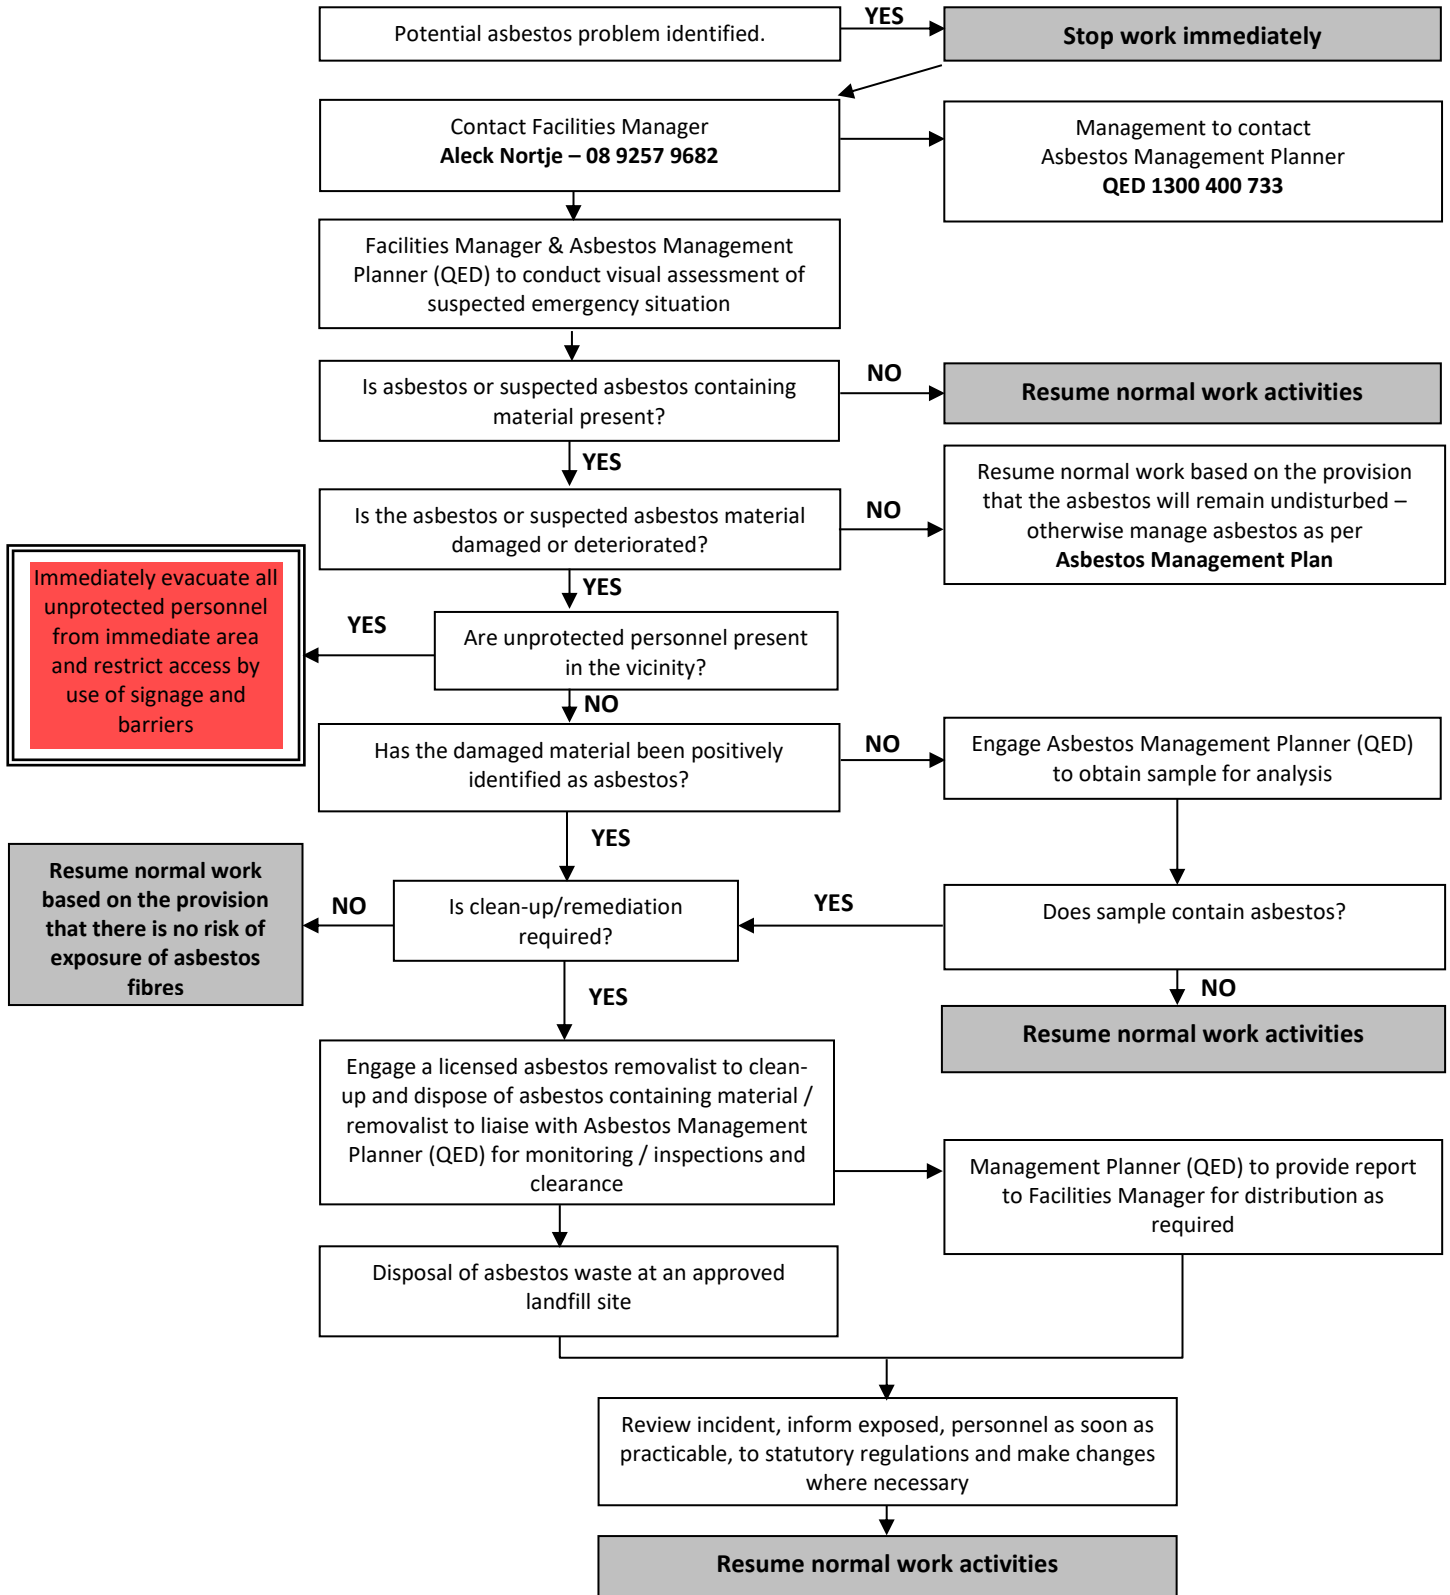 Potential asbestos problem identified.
YES
Stop work immediately
Contact Facilities Manager
Aleck Nortje – 08 9257 9682
Management to contact
Asbestos Management Planner
QED 1300 400 733
Facilities Manager & Asbestos Management
Planner (QED) to conduct visual assessment of
suspected emergency situation
Is asbestos or suspected asbestos containing
material present?
NO
Resume normal work activities
YES
Is the asbestos or suspected asbestos material
damaged or deteriorated?
NO
Resume normal work based on the provision
that the asbestos will remain undisturbed –
otherwise manage asbestos as per
Asbestos Management Plan
YES
Are unprotected personnel present
in the vicinity?
YES
Immediately evacuate all
unprotected personnel
from immediate area
and restrict access by
use of signage and
barriers
NO
Has the damaged material been positively
identified as asbestos?
NO
Engage Asbestos Management Planner (QED)
to obtain sample for analysis
YES
Is clean-up/remediation
required?
NO
Resume normal work
based on the provision
that there is no risk of
exposure of asbestos
fibres
YES
Does sample contain asbestos?
NO
Resume normal work activities
YES
Engage a licensed asbestos removalist to clean-
up and dispose of asbestos containing material /
removalist to liaise with Asbestos Management
Planner (QED) for monitoring / inspections and
clearance
Management Planner (QED) to provide report
to Facilities Manager for distribution as
required
Disposal of asbestos waste at an approved
landfill site
Review incident, inform exposed, personnel as soon as
practicable, to statutory regulations and make changes
where necessary
Resume normal work activities